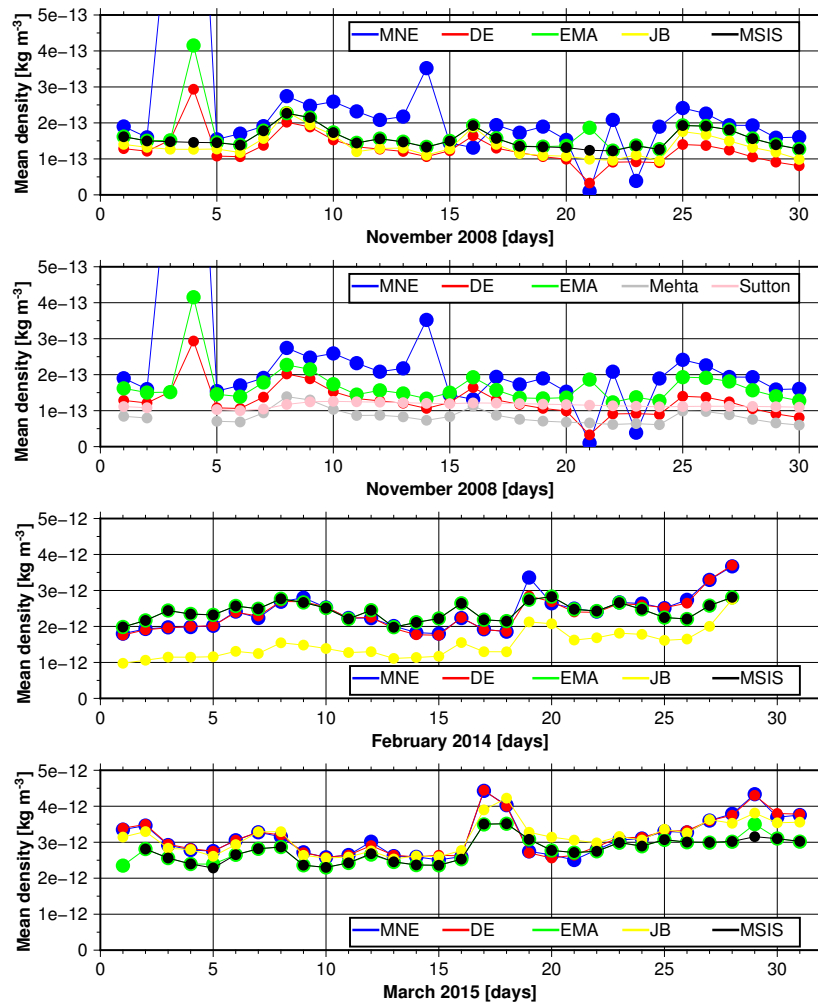 5e−13
4e−13
3e−13
2e−13
1e−13
0
Mean density [kg m⁻³]
MNE DE EMA JB MSIS
0 5 10 15 20 25 30
November 2008 [days]
5e−13
4e−13
3e−13
2e−13
1e−13
0
Mean density [kg m⁻³]
MNE DE EMA Mehta Sutton
0 5 10 15 20 25 30
November 2008 [days]
5e−12
4e−12
3e−12
2e−12
1e−12
0
Mean density [kg m⁻³]
MNE DE EMA JB MSIS
0 5 10 15 20 25 30
February 2014 [days]
5e−12
4e−12
3e−12
2e−12
1e−12
0
Mean density [kg m⁻³]
MNE DE EMA JB MSIS
0 5 10 15 20 25 30
March 2015 [days]